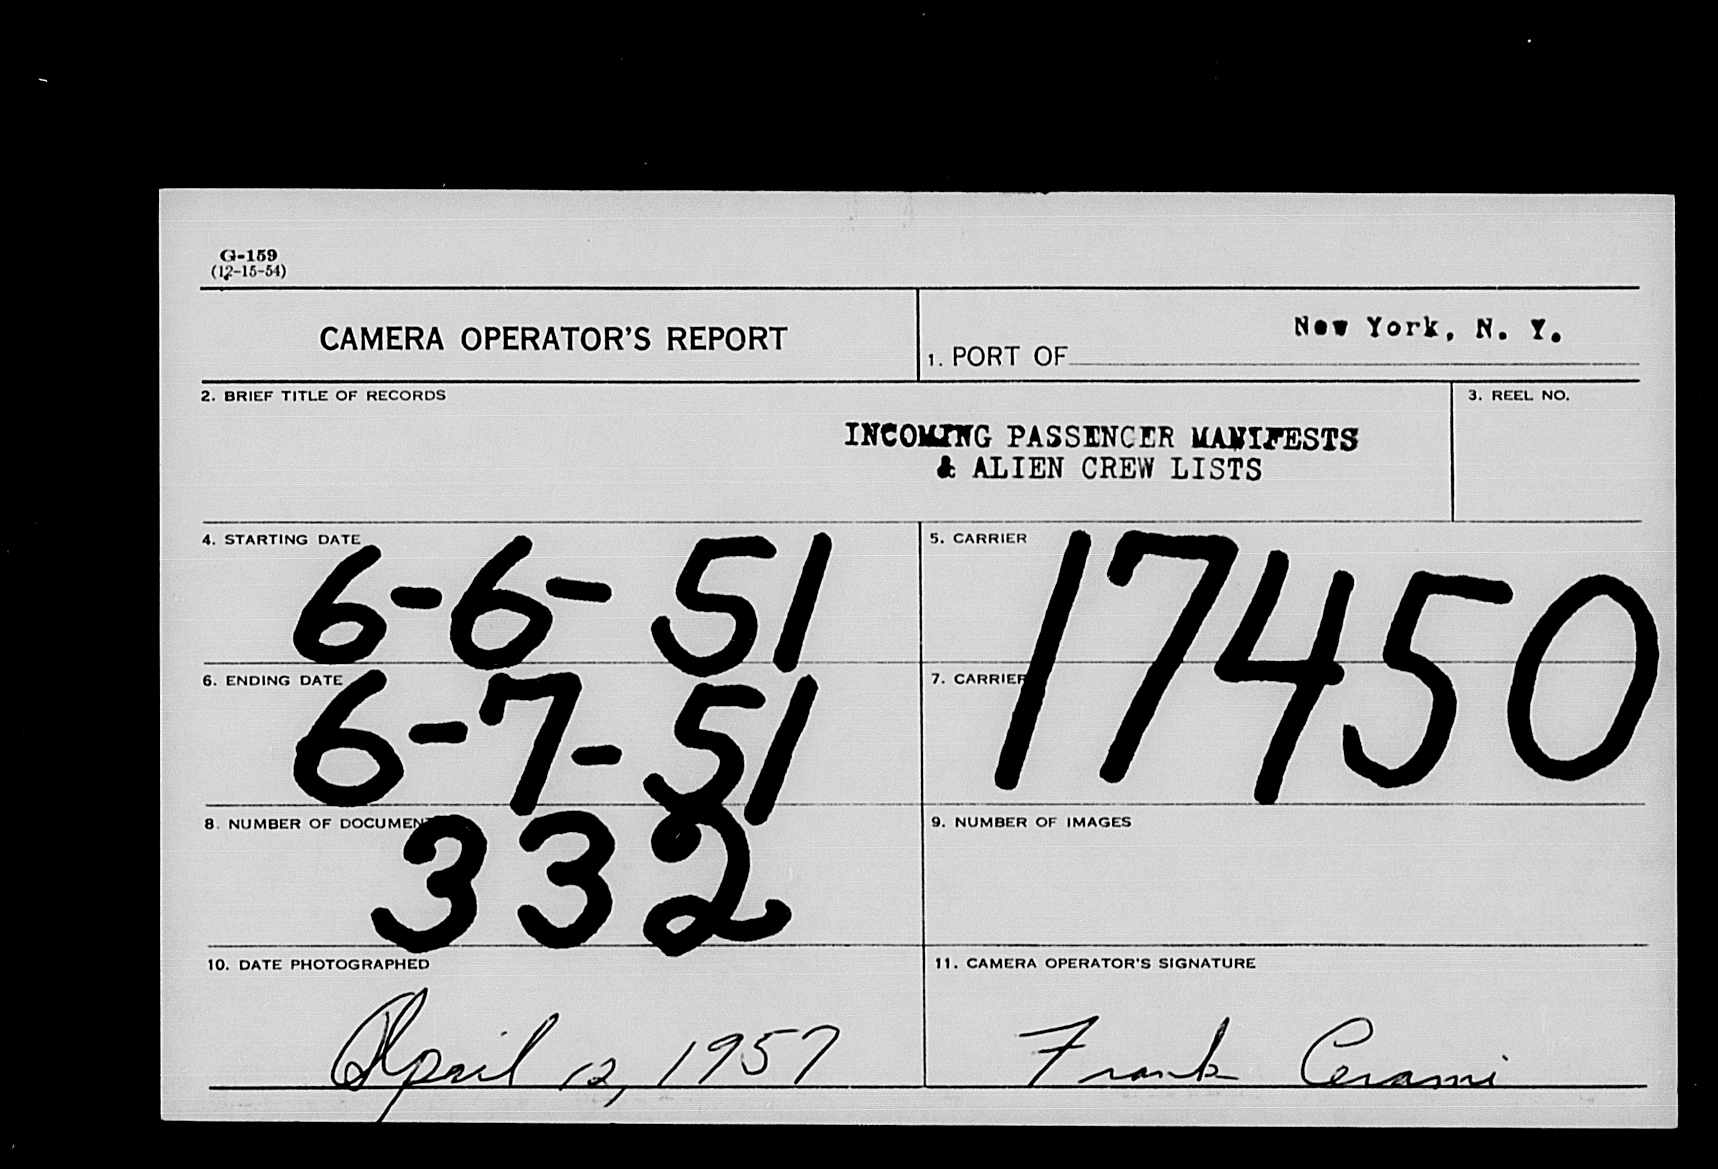 G-159
(12-15-54)
CAMERA OPERATOR'S REPORT
1. PORT OF New York, N. Y.
2. BRIEF TITLE OF RECORDS
INCOMING PASSENGER MANIFESTS
& ALIEN CREW LISTS
3. REEL NO.
4. STARTING DATE
6-6-51
5. CARRIER
17450
6. ENDING DATE
6-7-51
7. CARRIER
8. NUMBER OF DOCUMENT
332
9. NUMBER OF IMAGES
10. DATE PHOTOGRAPHED
April 12, 1957
11. CAMERA OPERATOR'S SIGNATURE
Frank Cerami